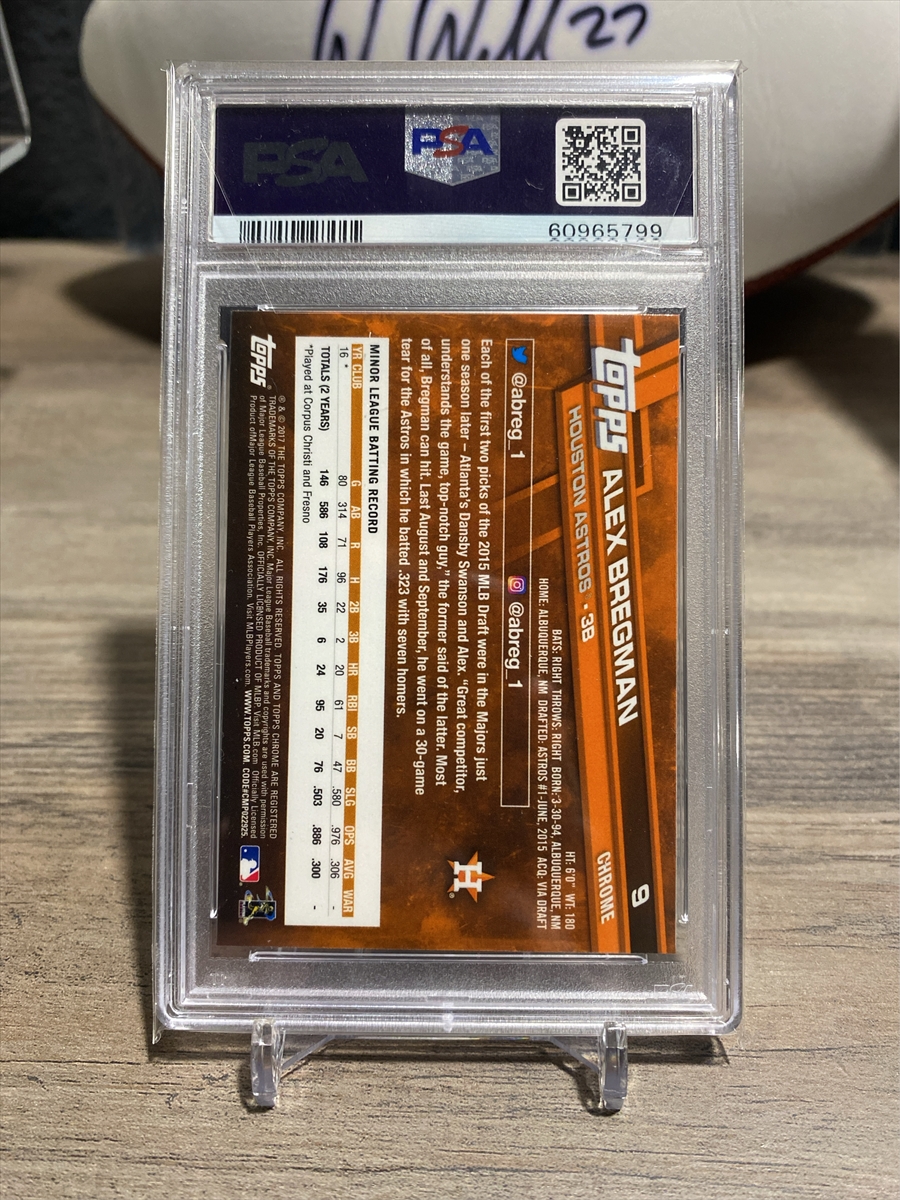 W Will 27
PSA
PSA
60965799
topps
ALEX BREGMAN
9
HOUSTON ASTROS • 3B
CHROME
HT: 6'0" WT: 180
BATS: RIGHT THROWS: RIGHT BORN: 3-30-94, ALBUQUERQUE, NM
HOME: ALBUQUERQUE, NM DRAFTED: ASTROS #1-JUNE, 2015 ACQ: VIA DRAFT
@abreg_1 @abreg_1
Each of the first two picks of the 2015 MLB Draft were in the Majors just
one season later – Atlanta's Dansby Swanson and Alex. "Great competitor,
understands the game, top-notch guy," the former said of the latter. Most
of all, Bregman can hit. Last August and September, he went on a 30-game
tear for the Astros in which he batted .323 with seven homers.
H
MINOR LEAGUE BATTING RECORD
YR CLUB G AB R H 2B 3B HR RBI SB BB SLG OPS AVG WAR
16 * 80 314 71 96 22 2 20 61 7 47 .580 .976 .306 -
TOTALS (2 YEARS) 146 586 108 176 35 6 24 95 20 76 .503 .886 .300 -
*Played at Corpus Christi and Fresno
topps
® & © 2017 THE TOPPS COMPANY, INC. ALL RIGHTS RESERVED. TOPPS AND TOPPS CHROME ARE REGISTERED
TRADEMARKS OF THE TOPPS COMPANY, INC. Major League Baseball trademarks and copyrights are used with permission
of Major League Baseball Properties, Inc. OFFICIALLY LICENSED PRODUCT OF MLBP. Visit MLB.com Officially Licensed
Product of Major League Baseball Players Association. Visit MLBPlayers.com. WWW.TOPPS.COM. CODE#CMP022925.